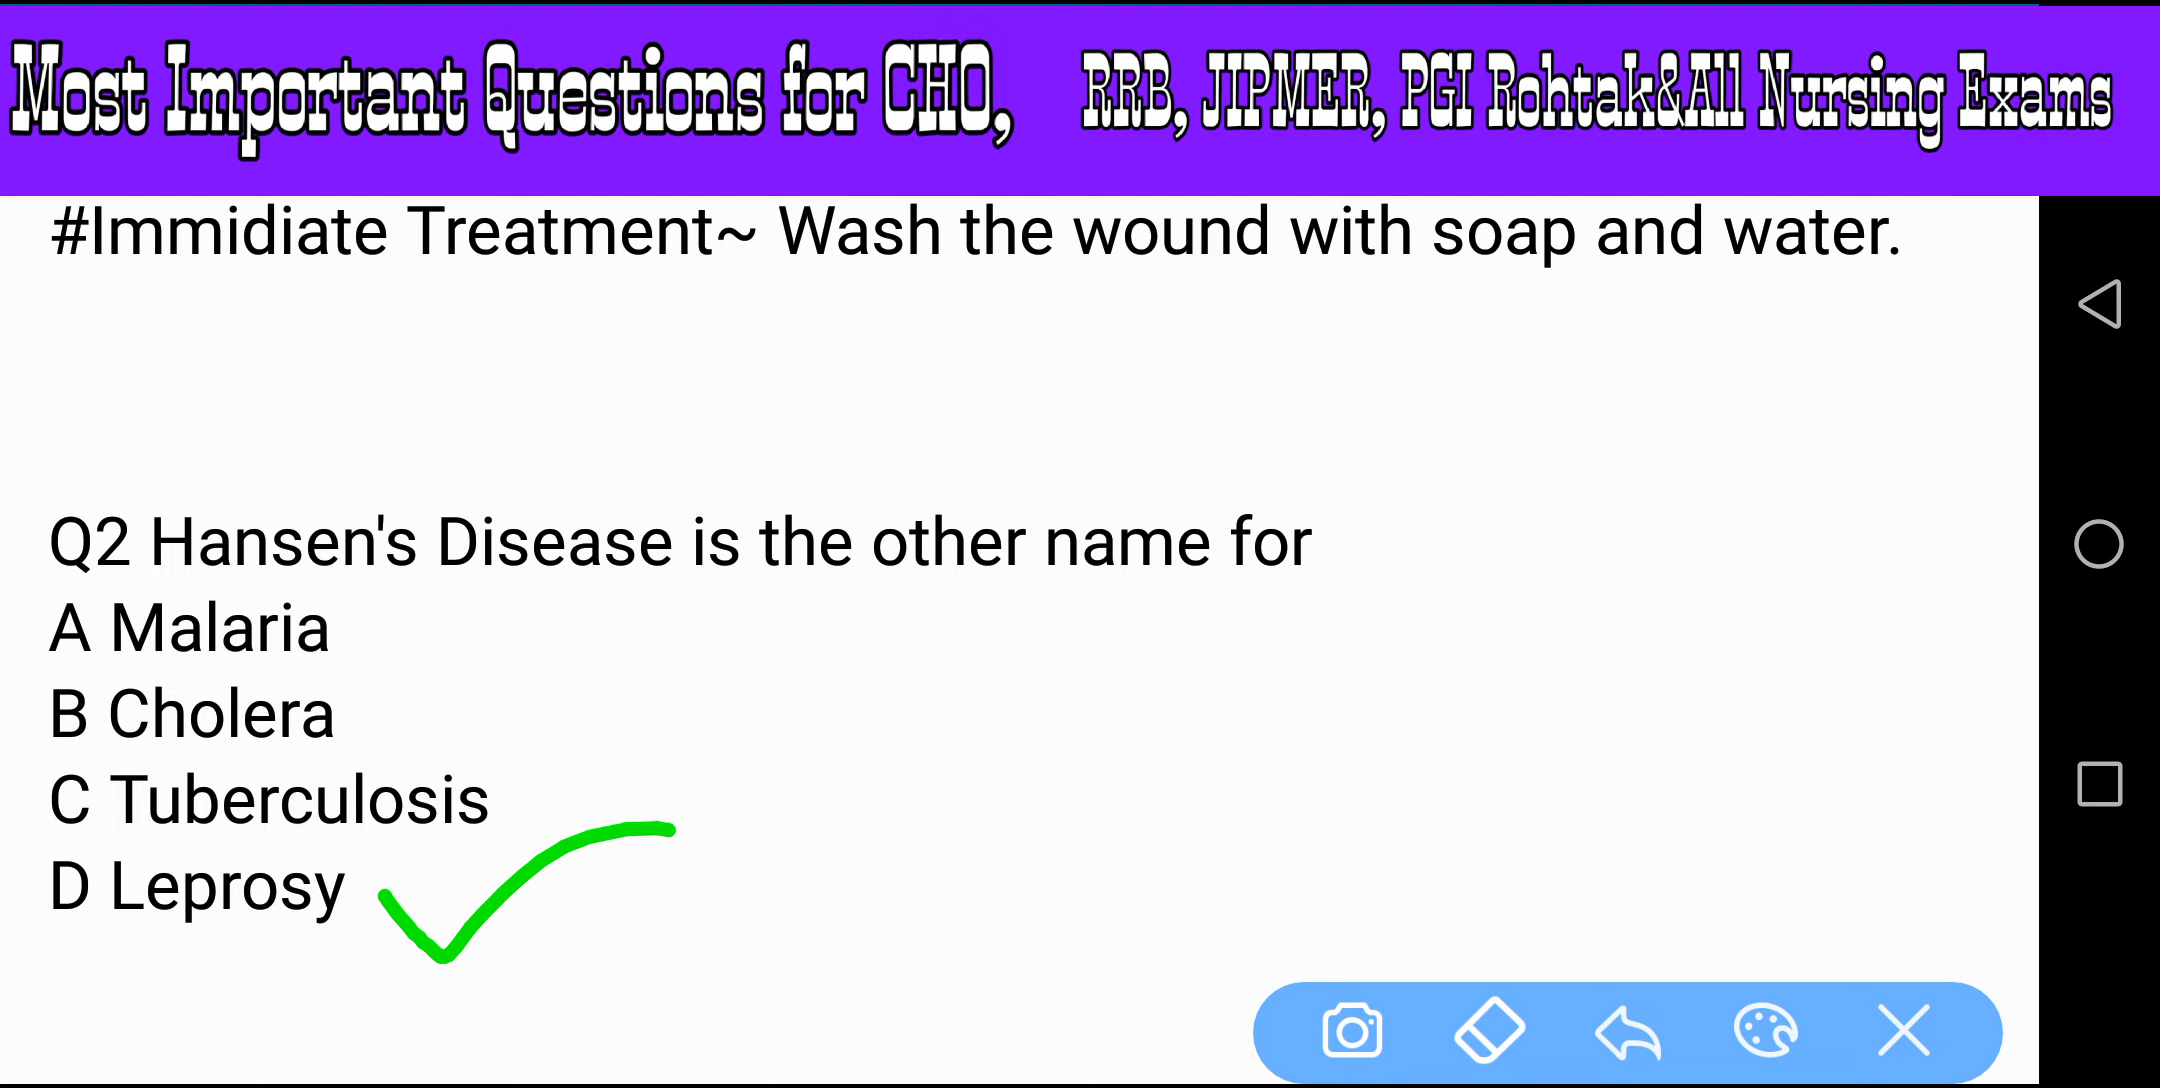 Most Important Questions for CHO, RRB, JIPMER, PGI Rohtak&All Nursing Exams
#Immidiate Treatment~ Wash the wound with soap and water.
Q2 Hansen's Disease is the other name for
A Malaria
B Cholera
C Tuberculosis
D Leprosy